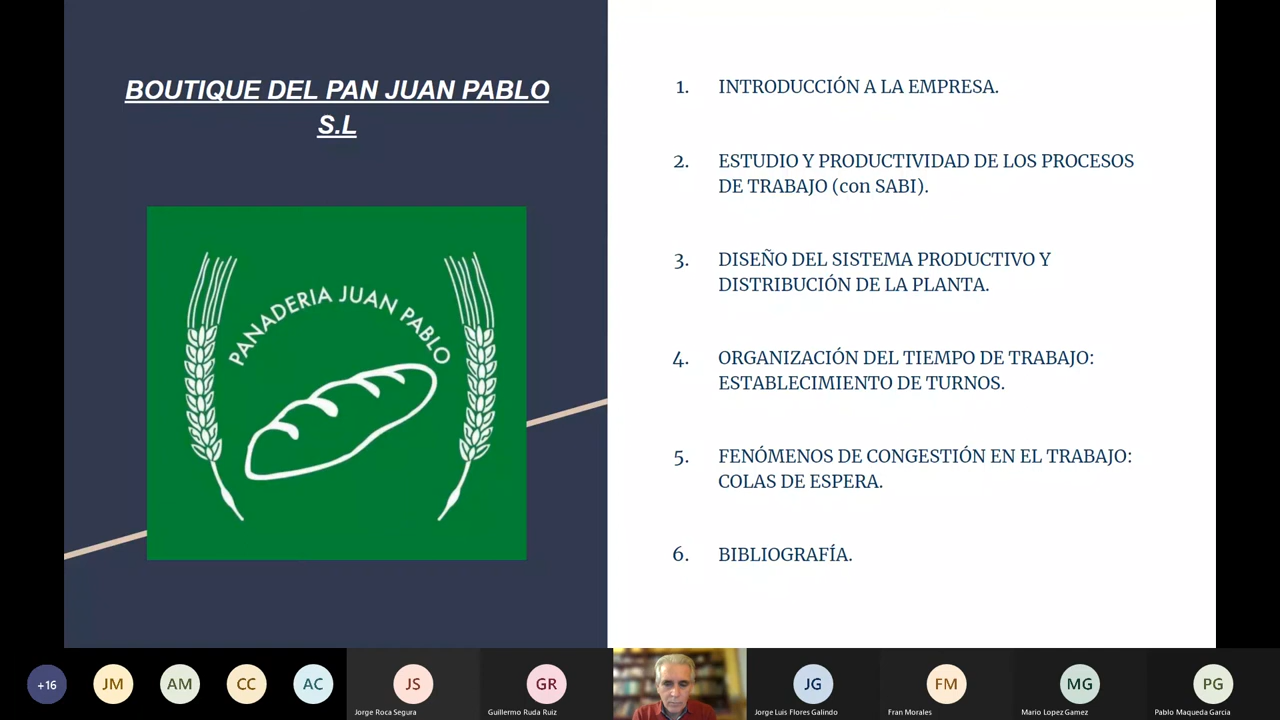 BOUTIQUE DEL PAN JUAN PABLO
S.L
PANADERIA JUAN PABLO
1. INTRODUCCIÓN A LA EMPRESA.
2. ESTUDIO Y PRODUCTIVIDAD DE LOS PROCESOS
DE TRABAJO (con SABI).
3. DISEÑO DEL SISTEMA PRODUCTIVO Y
DISTRIBUCIÓN DE LA PLANTA.
4. ORGANIZACIÓN DEL TIEMPO DE TRABAJO:
ESTABLECIMIENTO DE TURNOS.
5. FENÓMENOS DE CONGESTIÓN EN EL TRABAJO:
COLAS DE ESPERA.
6. BIBLIOGRAFÍA.
+16 JM AM CC AC JS GR JG FM MG PG
Jorge Roca Segura Guillermo Ruda Ruiz Jorge Luis Flores Galindo Fran Morales Mario Lopez Gamez Pablo Maqueda García